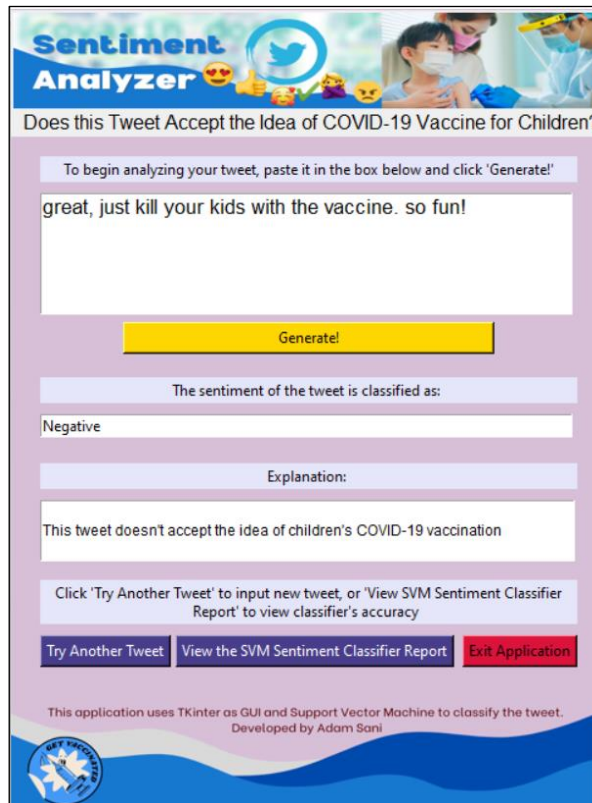 Sentiment
Analyzer
Does this Tweet Accept the Idea of COVID-19 Vaccine for Children?
To begin analyzing your tweet, paste it in the box below and click 'Generate!'
great, just kill your kids with the vaccine. so fun!
Generate!
The sentiment of the tweet is classified as:
Negative
Explanation:
This tweet doesn't accept the idea of children's COVID-19 vaccination
Click 'Try Another Tweet' to input new tweet, or 'View SVM Sentiment Classifier
Report' to view classifier's accuracy
Try Another Tweet View the SVM Sentiment Classifier Report Exit Application
This application uses TKinter as GUI and Support Vector Machine to classify the tweet.
Developed by Adam Sani
GET VACCINATED